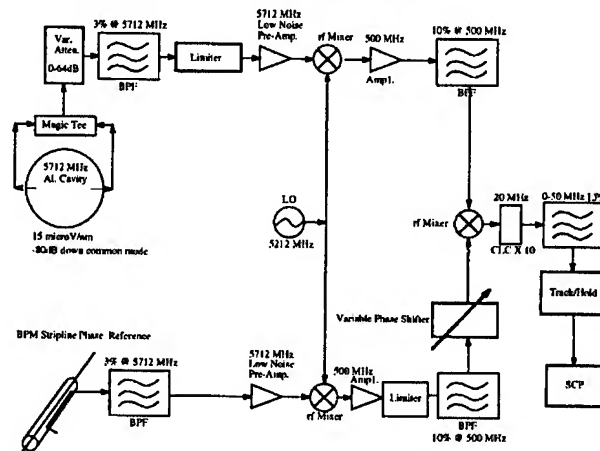 5712 MHz
Low Noise
Pre-Amp.
3% @ 5712 MHz
Var.
Atten.
0-64dB
BPF
Limiter
rf Mixer
500 MHz
Ampl.
10% @ 500 MHz
BPF
Magic Tee
5712 MHz
Al. Cavity
15 microV/nm
-80dB down common mode
LO
5212 MHz
rf Mixer
20 MHz
CLC X 10
0-50 MHz LPF
Track/Hold
SCP
Variable Phase Shifter
BPM Stripline Phase Reference
3% @ 5712 MHz
BPF
5712 MHz
Low Noise
Pre-Amp.
rf Mixer
500 MHz
Ampl.
Limiter
BPF
10% @ 500 MHz